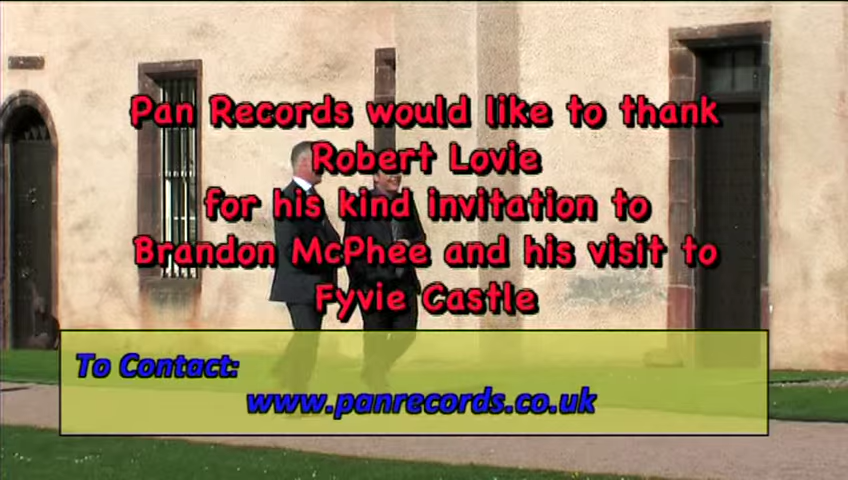 Pan Records would like to thank
Robert Lovie
for his kind invitation to
Brandon McPhee and his visit to
Fyvie Castle
To Contact:
www.panrecords.co.uk